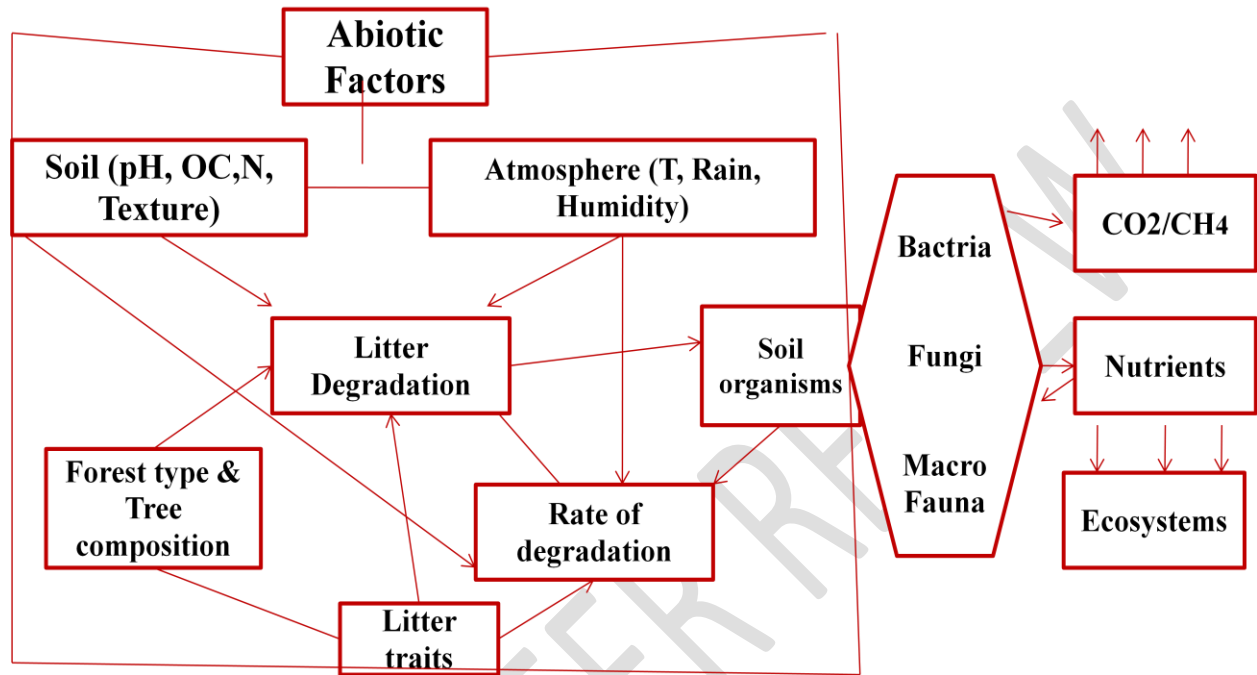 Abiotic
Factors
Soil (pH, OC,N,
Texture)
Atmosphere (T, Rain,
Humidity)
Bactria
Fungi
Macro
Fauna
CO2/CH4
Litter
Degradation
Soil
organisms
Nutrients
Forest type &
Tree
composition
Rate of
degradation
Ecosystems
Litter
traits